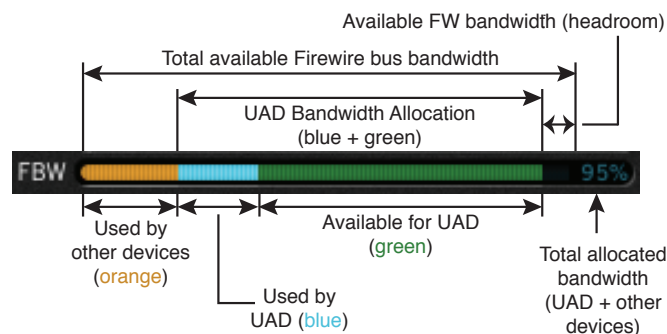 Available FW bandwidth (headroom)
Total available Firewire bus bandwidth
UAD Bandwidth Allocation
(blue + green)
FBW
95%
Used by
other devices
(orange)
Available for UAD
(green)
Used by
UAD (blue)
Total allocated
bandwidth
(UAD + other
devices)